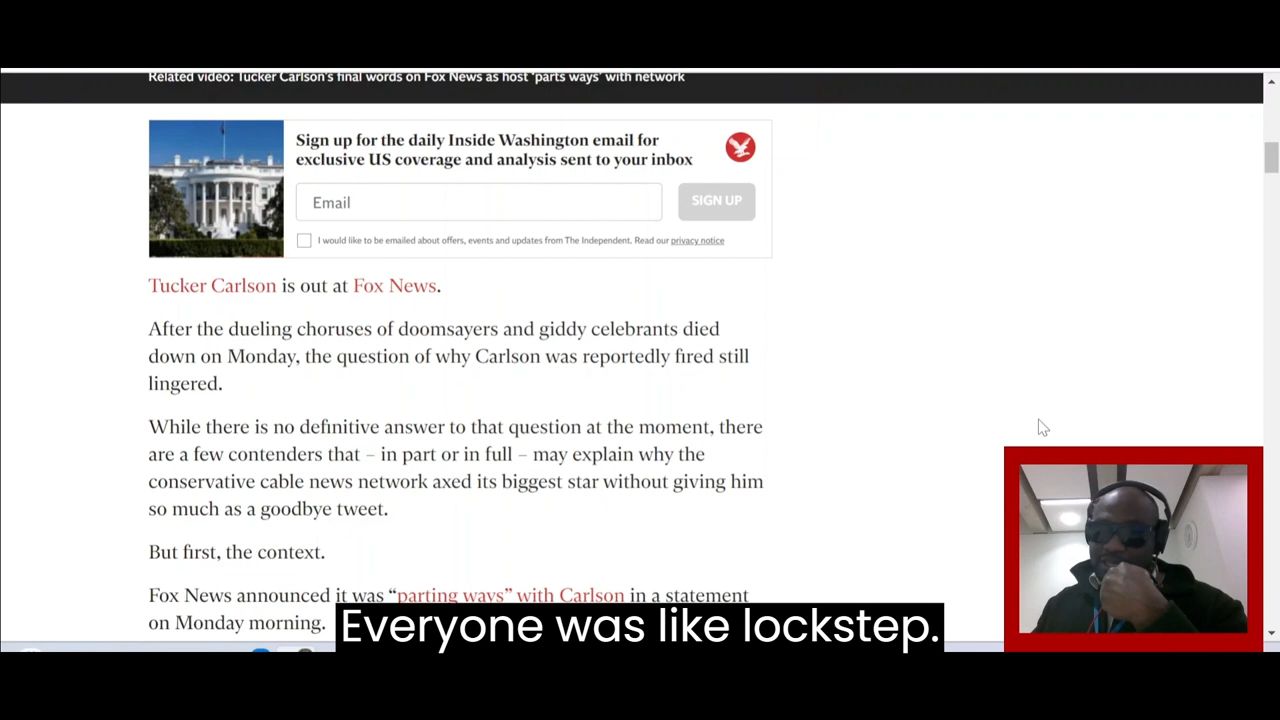 Related video: Tucker Carlson's final words on Fox News as host 'parts ways' with network
Sign up for the daily Inside Washington email for
exclusive US coverage and analysis sent to your inbox
Email
SIGN UP
I would like to be emailed about offers, events and updates from The Independent. Read our privacy notice
Tucker Carlson is out at Fox News.
After the dueling choruses of doomsayers and giddy celebrants died
down on Monday, the question of why Carlson was reportedly fired still
lingered.
While there is no definitive answer to that question at the moment, there
are a few contenders that – in part or in full – may explain why the
conservative cable news network axed its biggest star without giving him
so much as a goodbye tweet.
But first, the context.
Fox News announced it was “parting ways” with Carlson in a statement
on Monday morning.
Everyone was like lockstep.